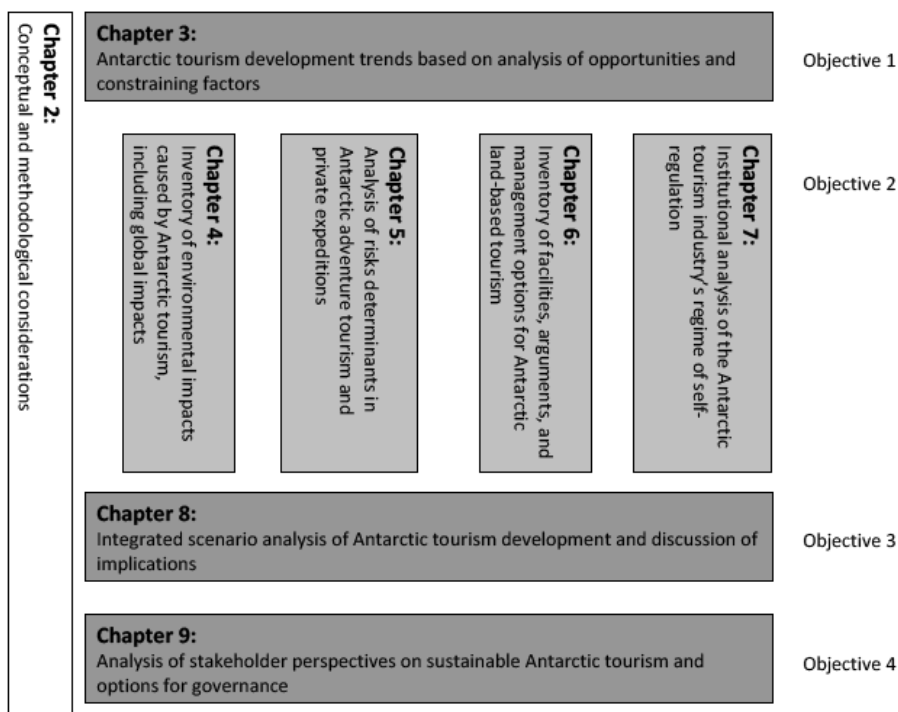 Chapter 2:
Conceptual and methodological considerations
Chapter 3:
Antarctic tourism development trends based on analysis of opportunities and
constraining factors
Objective 1
Chapter 4:
Inventory of environmental impacts
caused by Antarctic tourism,
including global impacts
Chapter 5:
Analysis of risks determinants in
Antarctic adventure tourism and
private expeditions
Chapter 6:
Inventory of facilities, arguments, and
management options for Antarctic
land-based tourism
Chapter 7:
Institutional analysis of the Antarctic
tourism industry's regime of self-
regulation
Objective 2
Chapter 8:
Integrated scenario analysis of Antarctic tourism development and discussion of
implications
Objective 3
Chapter 9:
Analysis of stakeholder perspectives on sustainable Antarctic tourism and
options for governance
Objective 4